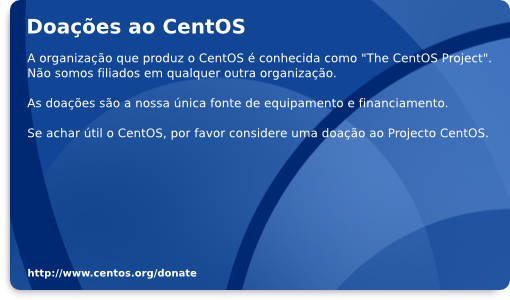 Doações ao CentOS
A organização que produz o CentOS é conhecida como "The CentOS Project".
Não somos filiados em qualquer outra organização.
As doações são a nossa única fonte de equipamento e financiamento.
Se achar útil o CentOS, por favor considere uma doação ao Projecto CentOS.
http://www.centos.org/donate